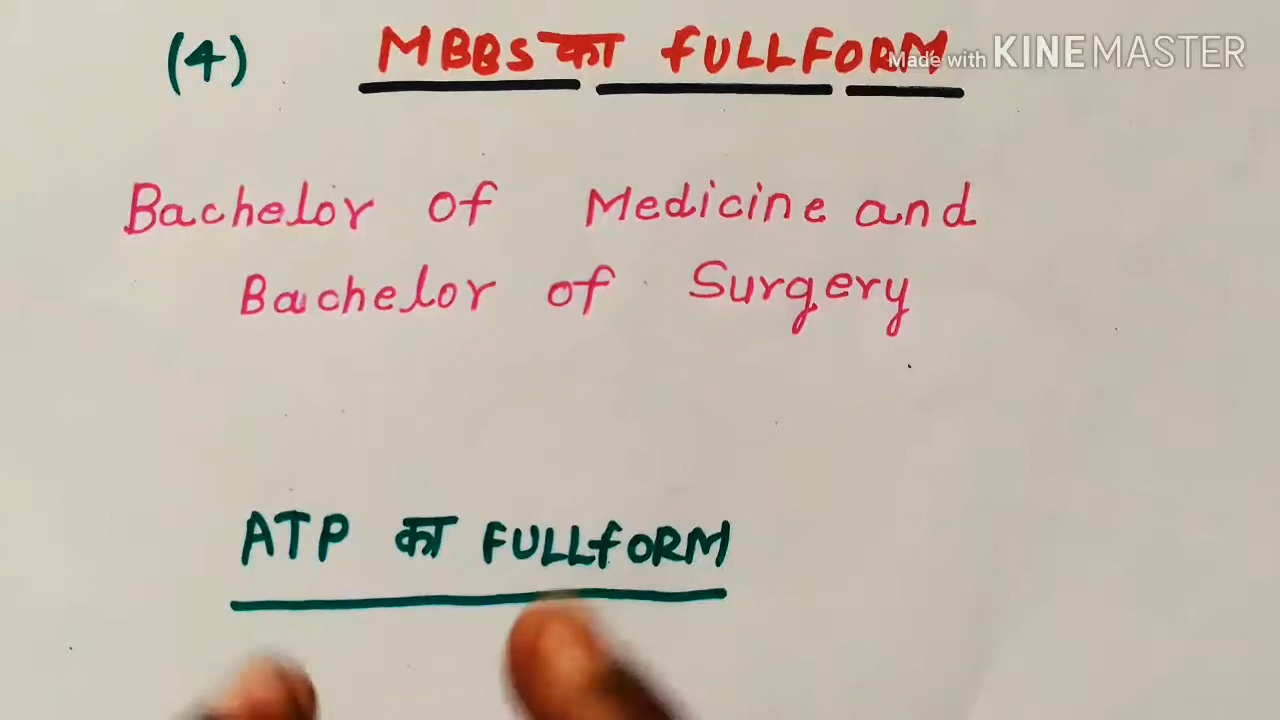 (4) MBBS का FULLFORM
Made with KINEMASTER
Bachelor of Medicine and
Bachelor of Surgery
ATP का FULLFORM